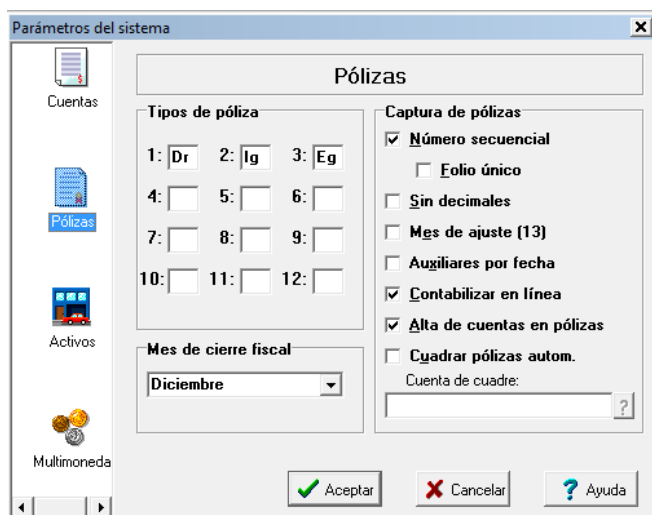 Parámetros del sistema
Cuentas
Pólizas
Activos
Multimoneda
Pólizas
Tipos de póliza
1: Dr 2: Ig 3: Eg
4: 5: 6:
7: 8: 9:
10: 11: 12:
Mes de cierre fiscal
Diciembre
Captura de pólizas
Número secuencial
Folio único
Sin decimales
Mes de ajuste (13)
Auxiliares por fecha
Contabilizar en línea
Alta de cuentas en pólizas
Cuadrar pólizas autom.
Cuenta de cuadre:
?
Aceptar Cancelar ? Ayuda